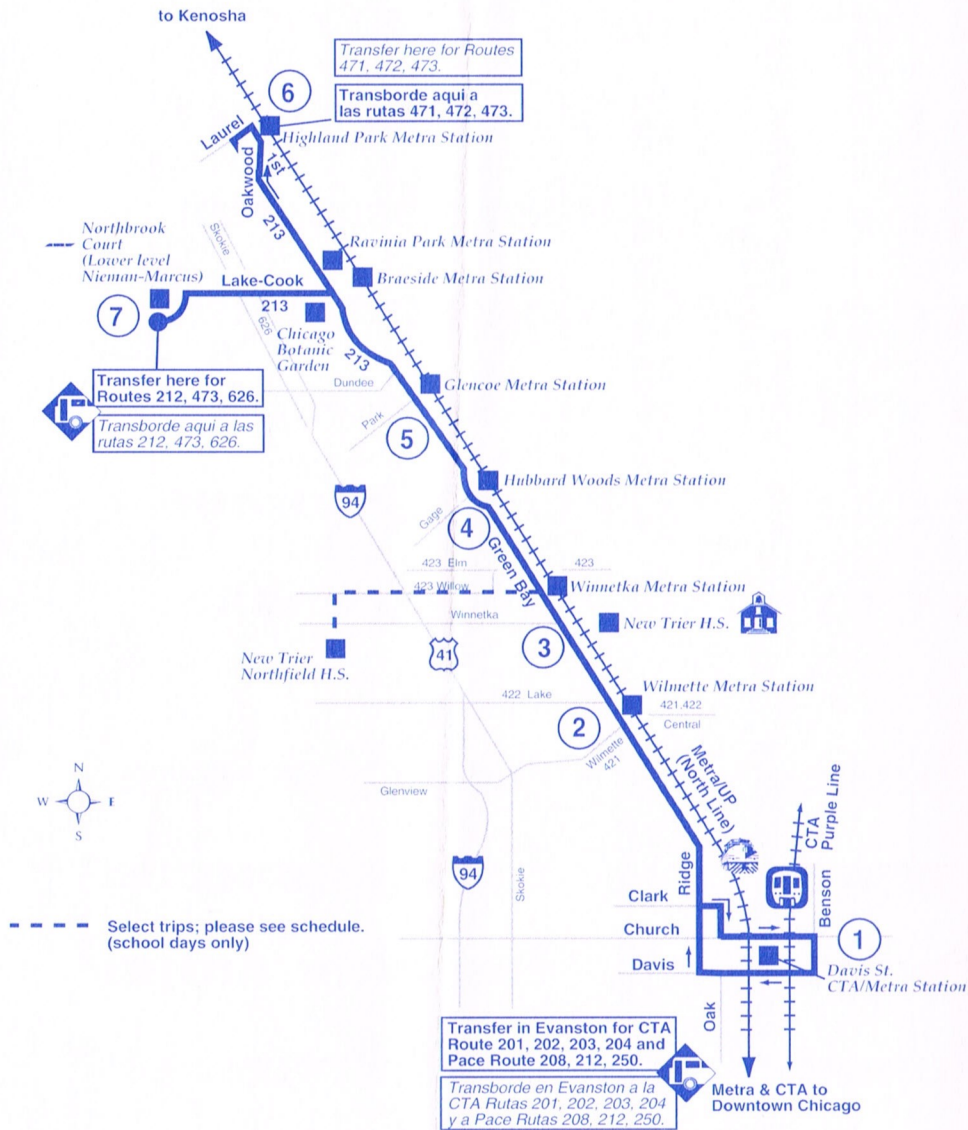 to Kenosha
Transfer here for Routes
471, 472, 473.
6
Transborde aqui a
las rutas 471, 472, 473.
Laurel
Highland Park Metra Station
1st
Oakwood
213
Skokie
Northbrook
Court
(Lower level
Nieman-Marcus)
Ravinia Park Metra Station
Braeside Metra Station
Lake-Cook
213
626
7
Chicago
Botanic
Garden
213
Dundee
Glencoe Metra Station
Transfer here for
Routes 212, 473, 626.
Transborde aqui a las
rutas 212, 473, 626.
Park
5
Hubbard Woods Metra Station
94
Gage
4
Green Bay
423 Elm
423
423 Willow
Winnetka Metra Station
Winnetka
New Trier H.S.
3
41
New Trier
Northfield H.S.
Wilmette Metra Station
422 Lake
421,422
Central
2
Wilmette
421
Metra/UP
(North Line)
Glenview
N
W
E
S
CTA
Purple Line
94
Skokie
Ridge
Benson
Clark
Select trips; please see schedule.
(school days only)
Church
1
Davis
Davis St.
CTA/Metra Station
Oak
Transfer in Evanston for CTA
Route 201, 202, 203, 204 and
Pace Route 208, 212, 250.
Transborde en Evanston a la
CTA Rutas 201, 202, 203, 204
y a Pace Rutas 208, 212, 250.
Metra & CTA to
Downtown Chicago